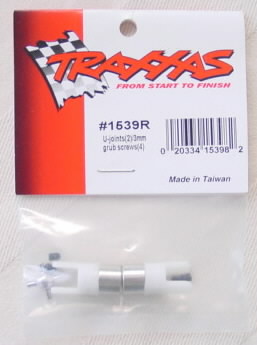 TRAXXAS
FROM START TO FINISH
#1539R
U-joints(2)/3mm
grub screws(4)
0 20334 15398 2
Made in Taiwan